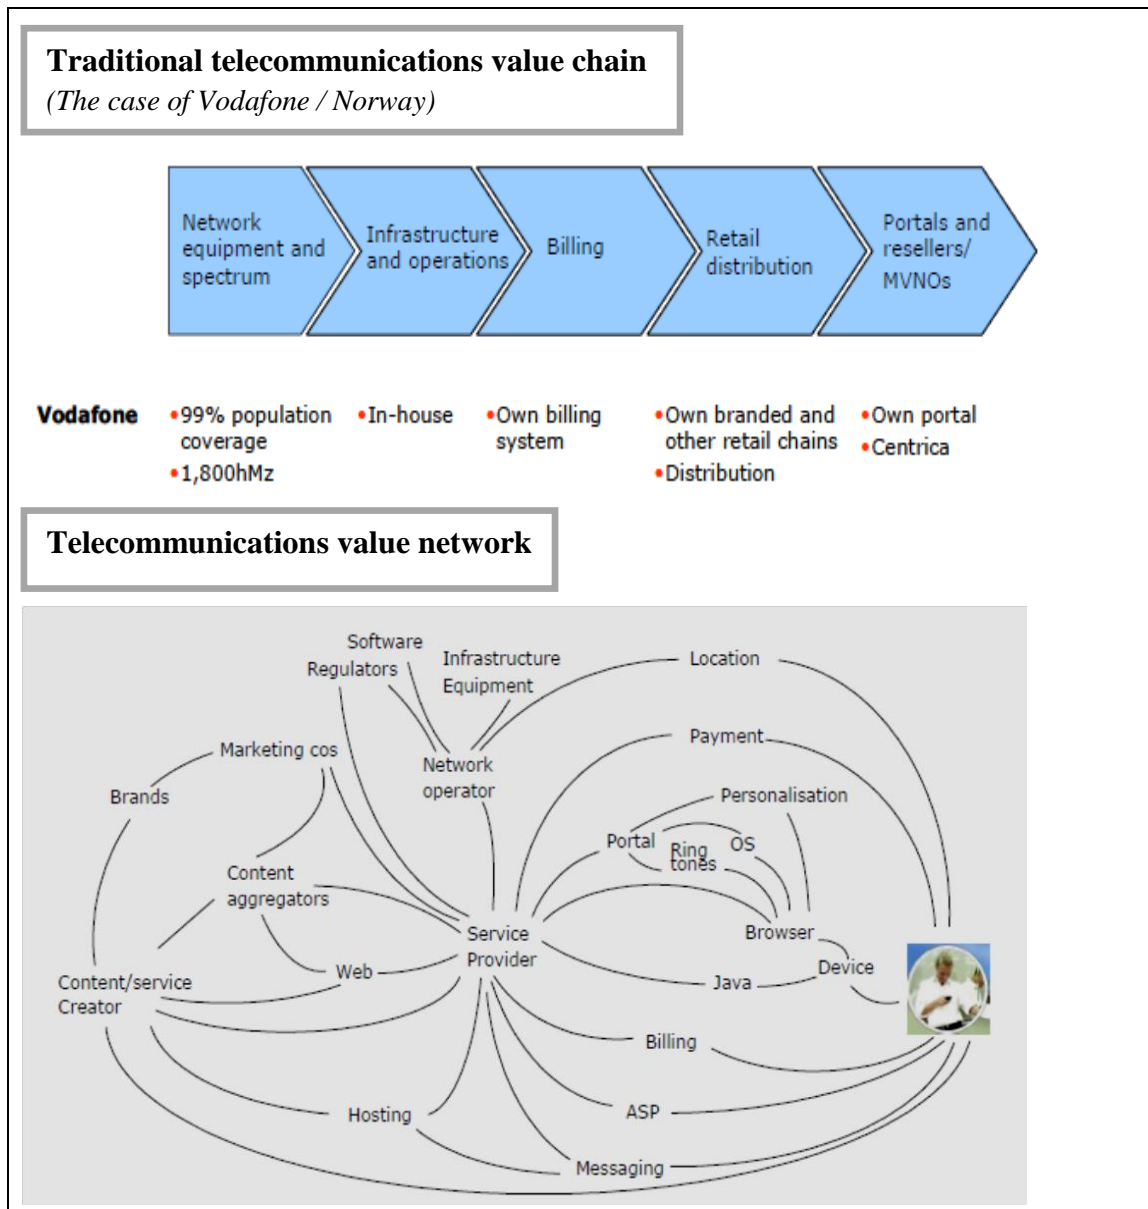 Traditional telecommunications value chain
(The case of Vodafone / Norway)
Network
equipment and
spectrum
Infrastructure
and operations
Billing
Retail
distribution
Portals and
resellers/
MVNOs
Vodafone
•99% population
coverage
•1,800hMz
•In-house
•Own billing
system
•Own branded and
other retail chains
•Distribution
•Own portal
•Centrica
Telecommunications value network
Software
Regulators
Infrastructure
Equipment
Location
Marketing cos
Network
operator
Payment
Brands
Personalisation
Portal
Ring
tones
OS
Content
aggregators
Service
Provider
Browser
Web
Java
Device
Content/service
Creator
Billing
Hosting
ASP
Messaging